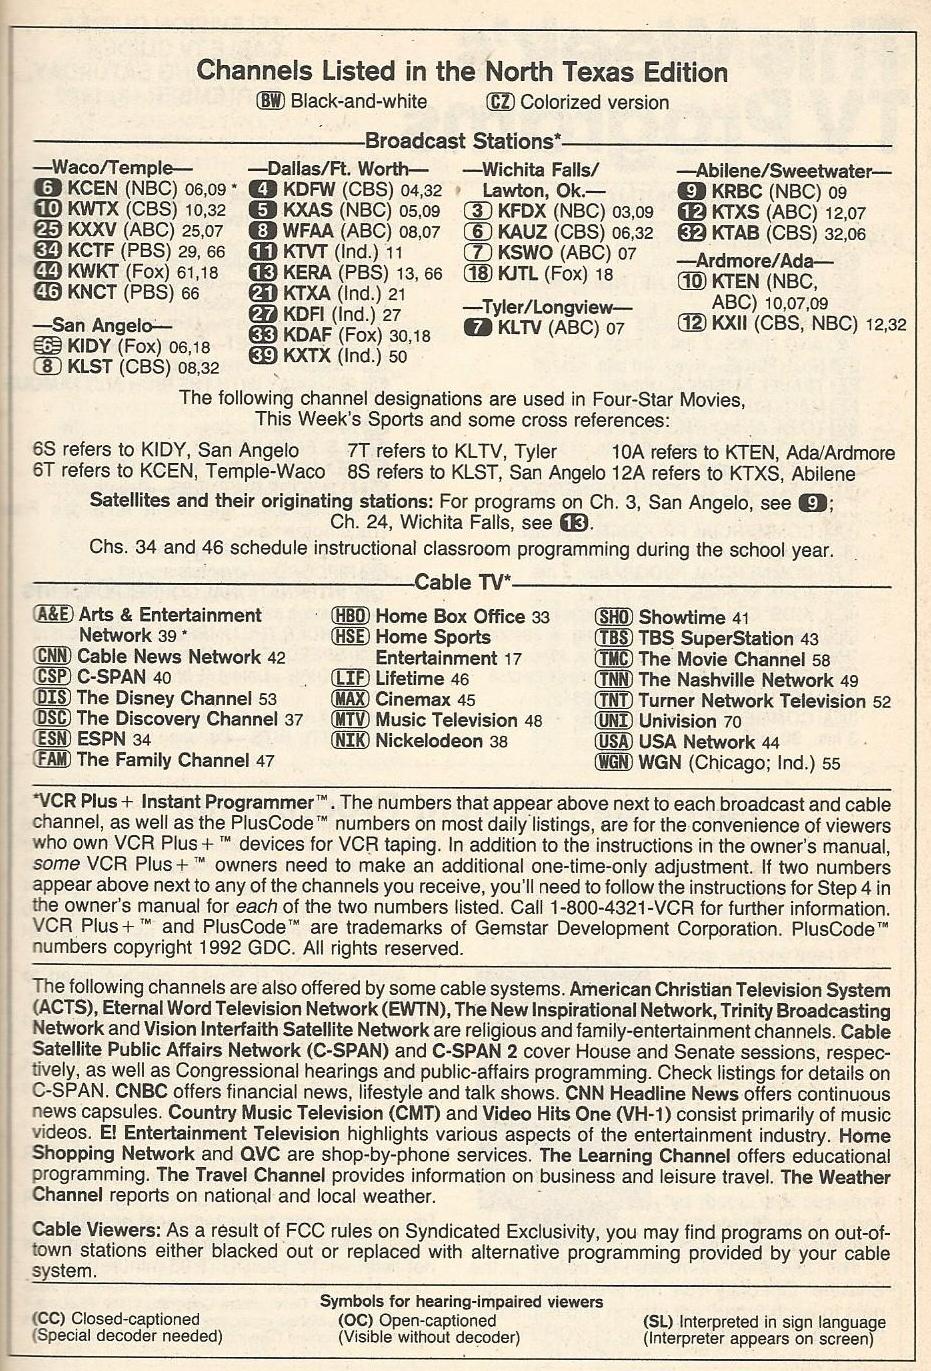 Channels Listed in the North Texas Edition
BW Black-and-white CZ Colorized version
Broadcast Stations*
—Waco/Temple—
6 KCEN (NBC) 06,09 *
10 KWTX (CBS) 10,32
25 KXXV (ABC) 25,07
34 KCTF (PBS) 29, 66
44 KWKT (Fox) 61,18
46 KNCT (PBS) 66
—San Angelo—
6 KIDY (Fox) 06,18
8 KLST (CBS) 08,32
—Dallas/Ft. Worth—
4 KDFW (CBS) 04,32
5 KXAS (NBC) 05,09
8 WFAA (ABC) 08,07
11 KTVT (Ind.) 11
13 KERA (PBS) 13, 66
21 KTXA (Ind.) 21
27 KDFI (Ind.) 27
33 KDAF (Fox) 30,18
39 KXTX (Ind.) 50
—Wichita Falls/
Lawton, Ok.—
3 KFDX (NBC) 03,09
6 KAUZ (CBS) 06,32
7 KSWO (ABC) 07
18 KJTL (Fox) 18
—Tyler/Longview—
7 KLTV (ABC) 07
—Abilene/Sweetwater—
9 KRBC (NBC) 09
12 KTXS (ABC) 12,07
32 KTAB (CBS) 32,06
—Ardmore/Ada—
10 KTEN (NBC,
ABC) 10,07,09
12 KXII (CBS, NBC) 12,32
The following channel designations are used in Four-Star Movies,
This Week's Sports and some cross references:
6S refers to KIDY, San Angelo 7T refers to KLTV, Tyler 10A refers to KTEN, Ada/Ardmore
6T refers to KCEN, Temple-Waco 8S refers to KLST, San Angelo 12A refers to KTXS, Abilene
Satellites and their originating stations: For programs on Ch. 3, San Angelo, see 9;
Ch. 24, Wichita Falls, see 13.
Chs. 34 and 46 schedule instructional classroom programming during the school year.
Cable TV*
A&E Arts & Entertainment
Network 39 *
CNN Cable News Network 42
CSP C-SPAN 40
DIS The Disney Channel 53
DSC The Discovery Channel 37
ESN ESPN 34
FAM The Family Channel 47
HBO Home Box Office 33
HSE Home Sports
Entertainment 17
LIF Lifetime 46
MAX Cinemax 45
MTV Music Television 48
NIK Nickelodeon 38
SHO Showtime 41
TBS TBS SuperStation 43
TMC The Movie Channel 58
TNN The Nashville Network 49
TNT Turner Network Television 52
UNI Univision 70
USA USA Network 44
WGN WGN (Chicago; Ind.) 55
*VCR Plus+ Instant Programmer™. The numbers that appear above next to each broadcast and cable
channel, as well as the PlusCode™ numbers on most daily listings, are for the convenience of viewers
who own VCR Plus+™ devices for VCR taping. In addition to the instructions in the owner's manual,
some VCR Plus+™ owners need to make an additional one-time-only adjustment. If two numbers
appear above next to any of the channels you receive, you'll need to follow the instructions for Step 4 in
the owner's manual for each of the two numbers listed. Call 1-800-4321-VCR for further information.
VCR Plus+™ and PlusCode™ are trademarks of Gemstar Development Corporation. PlusCode™
numbers copyright 1992 GDC. All rights reserved.
The following channels are also offered by some cable systems. American Christian Television System
(ACTS), Eternal Word Television Network (EWTN), The New Inspirational Network, Trinity Broadcasting
Network and Vision Interfaith Satellite Network are religious and family-entertainment channels. Cable
Satellite Public Affairs Network (C-SPAN) and C-SPAN 2 cover House and Senate sessions, respec-
tively, as well as Congressional hearings and public-affairs programming. Check listings for details on
C-SPAN. CNBC offers financial news, lifestyle and talk shows. CNN Headline News offers continuous
news capsules. Country Music Television (CMT) and Video Hits One (VH-1) consist primarily of music
videos. E! Entertainment Television highlights various aspects of the entertainment industry. Home
Shopping Network and QVC are shop-by-phone services. The Learning Channel offers educational
programming. The Travel Channel provides information on business and leisure travel. The Weather
Channel reports on national and local weather.
Cable Viewers: As a result of FCC rules on Syndicated Exclusivity, you may find programs on out-of-
town stations either blacked out or replaced with alternative programming provided by your cable
system.
Symbols for hearing-impaired viewers
(CC) Closed-captioned (OC) Open-captioned (SL) Interpreted in sign language
(Special decoder needed) (Visible without decoder) (Interpreter appears on screen)